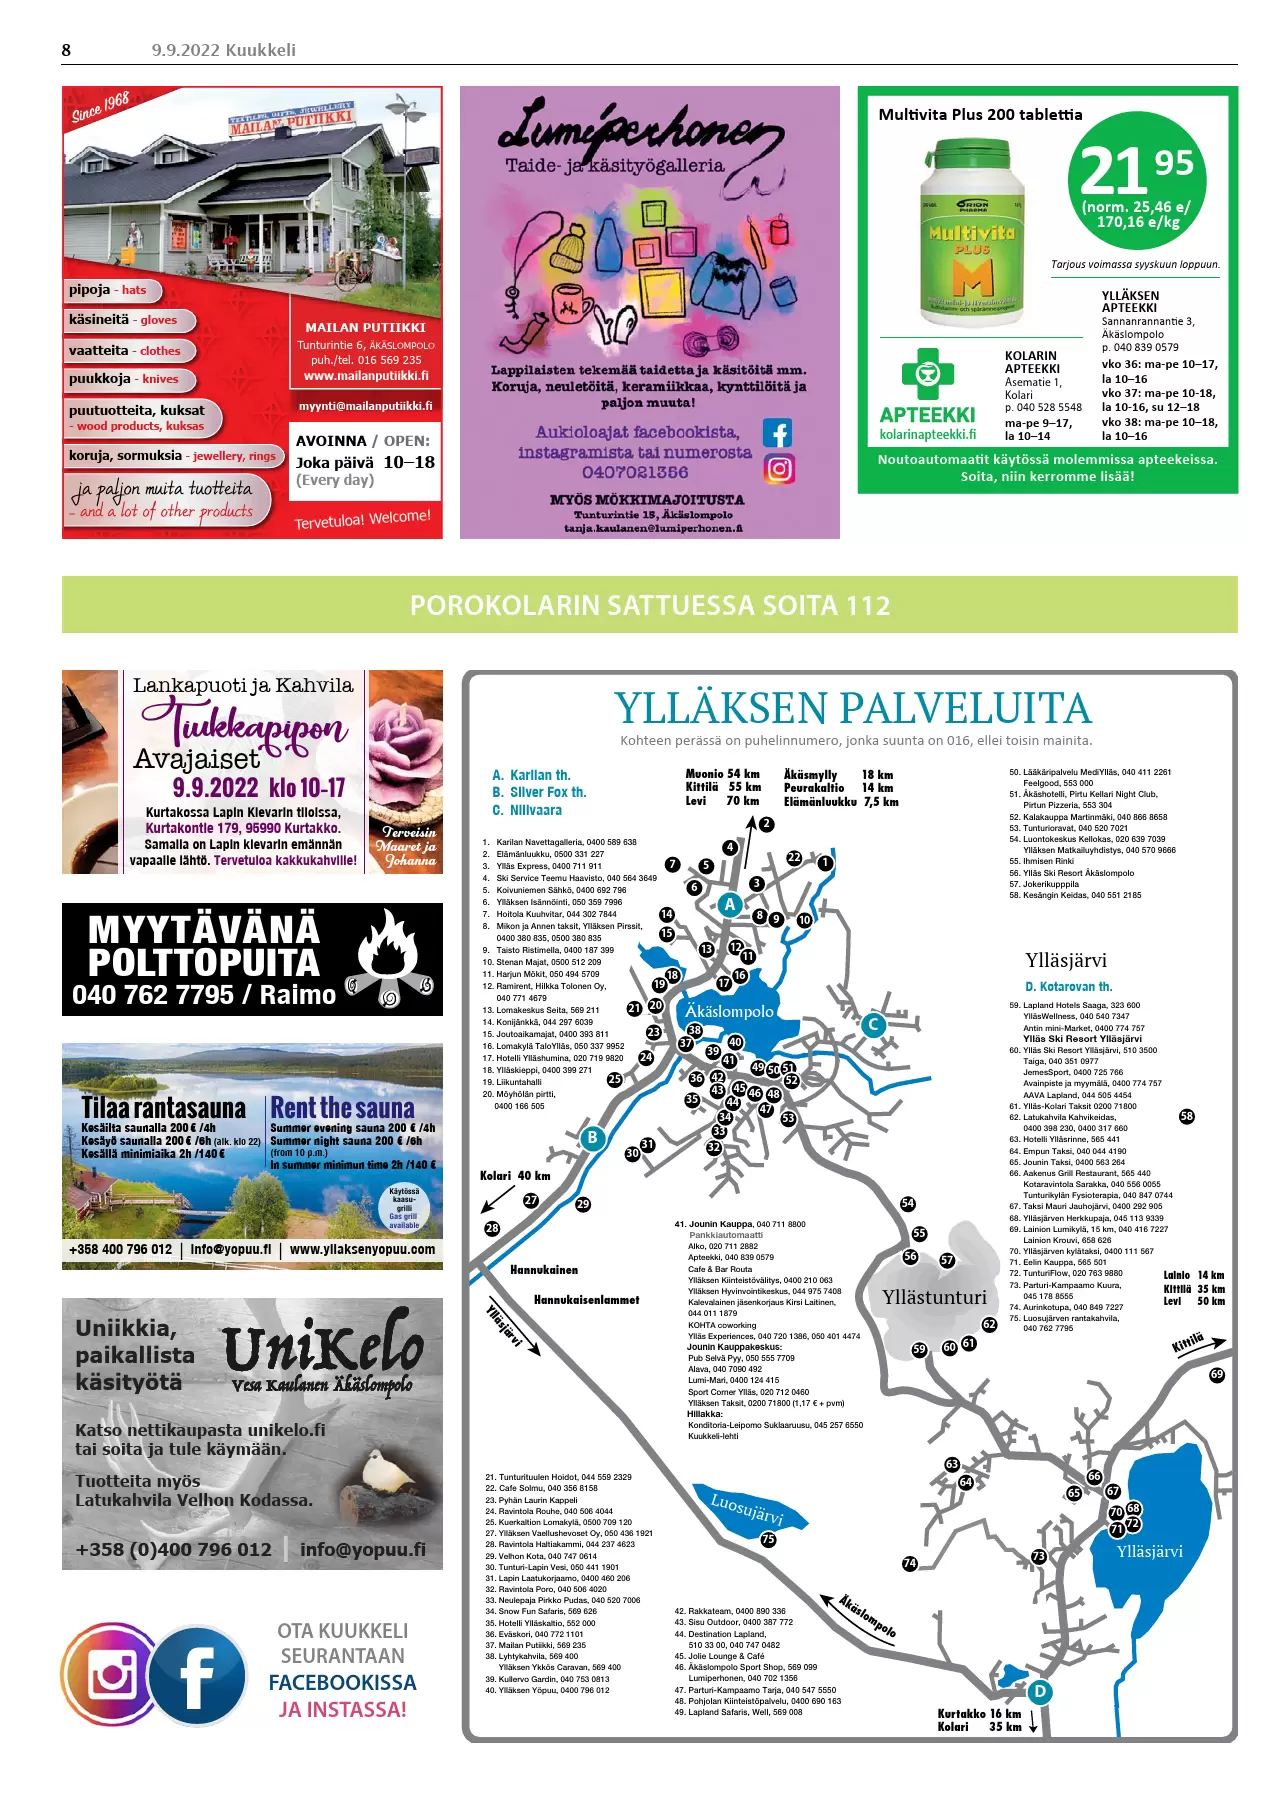 8
9.9.2022 Kuukkeli
Since 1968
TEXTILES, GIFTS, JEWELLERY
MAILAN PUTIIKKI
pipoja - hats
käsineitä - gloves
vaatteita - clothes
puukkoja - knives
puutuotteita, kuksat
- wood products, kuksas
koruja, sormuksia - jewellery, rings
ja paljon muita tuotteita
– and a lot of other products
MAILAN PUTIIKKI
Tunturintie 6, ÄKÄSLOMPOLO
puh./tel. 016 569 235
www.mailanputiikki.fi
myynti@mailanputiikki.fi
AVOINNA / OPEN:
Joka päivä 10–18
(Every day)
Tervetuloa! Welcome!
Lumiperhonen
Taide- ja käsityögalleria
Lappilaisten tekemää taidetta ja käsitöitä mm.
Koruja, neuletöitä, keramiikkaa, kynttilöitä ja
paljon muuta!
Aukioloajat facebookista,
instagramista tai numerosta
0407021356
MYÖS MÖKKIMAJOITUSTA
Tunturintie 15, Äkäslompolo
tanja.kaulanen@lumiperhonen.fi
Multivita Plus 200 tablettia
21 95
(norm. 25,46 e/
170,16 e/kg
ORION
PHARMA
Multivita
PLUS
M
Tarjous voimassa syyskuun loppuun.
APTEEKKI
kolarinapteekki.fi
KOLARIN
APTEEKKI
Asematie 1,
Kolari
p. 040 528 5548
ma-pe 9–17,
la 10–14
YLLÄKSEN
APTEEKKI
Sannanrannantie 3,
Äkäslompolo
p. 040 839 0579
vko 36: ma-pe 10–17,
la 10–16
vko 37: ma-pe 10-18,
la 10-16, su 12–18
vko 38: ma-pe 10–18,
la 10–16
Noutoautomaatit käytössä molemmissa apteekeissa.
Soita, niin kerromme lisää!
POROKOLARIN SATTUESSA SOITA 112
Lankapuoti ja Kahvila
Tiukkapipon
Avajaiset
9.9.2022 klo 10-17
Kurtakossa Lapin Kievarin tiloissa,
Kurtakontie 179, 95990 Kurtakko.
Samalla on Lapin kievarin emännän
vapaalle lähtö. Tervetuloa kakkukahville!
Terveisin
Maaret ja
Johanna
MYYTÄVÄNÄ
POLTTOPUITA
040 762 7795 / Raimo
Tilaa rantasauna
Kesäilta saunalla 200 € /4h
Kesäyö saunalla 200 € /6h (alk. klo 22)
Kesällä minimiaika 2h /140 €
Rent the sauna
Summer evening sauna 200 € /4h
Summer night sauna 200 € /6h
(from 10 p.m.)
In summer minimun time 2h /140 €
Käytössä
kaasu-
grilli
Gas grill
available
+358 400 796 012 | info@yopuu.fi | www.yllaksenyopuu.com
Uniikkia,
paikallista
käsityötä
UniKelo
Vesa Kaulanen Äkäslompolo
Katso nettikaupasta unikelo.fi
tai soita ja tule käymään.
Tuotteita myös
Latukahvila Velhon Kodassa.
+358 (0)400 796 012 | info@yopuu.fi
OTA KUUKKELI
SEURANTAAN
FACEBOOKISSA
JA INSTASSA!
YLLÄKSEN PALVELUITA
Kohteen perässä on puhelinnumero, jonka suunta on 016, ellei toisin mainita.
A. Karilan th.
B. Silver Fox th.
C. Niilivaara
Muonio 54 km
Kittilä 55 km
Levi 70 km
Äkäsmylly 18 km
Peurakaltio 14 km
Elämänluukku 7,5 km
1. Karilan Navettagalleria, 0400 589 638
2. Elämänluukku, 0500 331 227
3. Ylläs Express, 0400 711 911
4. Ski Service Teemu Haavisto, 040 564 3649
5. Koivuniemen Sähkö, 0400 692 796
6. Ylläksen Isännöinti, 050 359 7996
7. Hoitola Kuuhvitar, 044 302 7844
8. Mikon ja Annen taksit, Ylläksen Pirssit,
0400 380 835, 0500 380 835
9. Taisto Ristimella, 0400 187 399
10. Stenan Majat, 0500 512 209
11. Harjun Mökit, 050 494 5709
12. Ramirent, Hilkka Tolonen Oy,
040 771 4679
13. Lomakeskus Seita, 569 211
14. Konijänkkä, 044 297 6039
15. Joutoaikamajat, 0400 393 811
16. Lomakylä TaloYlläs, 050 337 9952
17. Hotelli Ylläshumina, 020 719 9820
18. Ylläskieppi, 0400 399 271
19. Liikuntahalli
20. Möyhölän pirtti,
0400 166 505
50. Lääkäripalvelu MediYlläs, 040 411 2261
Feelgood, 553 000
51. Äkäshotelli, Pirtu Kellari Night Club,
Pirtun Pizzeria, 553 304
52. Kalakauppa Martinmäki, 040 866 8658
53. Tunturioravat, 040 520 7021
54. Luontokeskus Kellokas, 020 639 7039
Ylläksen Matkailuyhdistys, 040 570 9666
55. Ihmisen Rinki
56. Ylläs Ski Resort Äkäslompolo
57. Jokerikupppila
58. Kesängin Keidas, 040 551 2185
Ylläsjärvi
D. Kotarovan th.
59. Lapland Hotels Saaga, 323 600
YlläsWellness, 040 540 7347
Antin mini-Market, 0400 774 757
Ylläs Ski Resort Ylläsjärvi
60. Ylläs Ski Resort Ylläsjärvi, 510 3500
Taiga, 040 351 0977
JemesSport, 0400 725 766
Avainpiste ja myymälä, 0400 774 757
AAVA Lapland, 044 505 4454
61. Ylläs-Kolari Taksit 0200 71800
62. Latukahvila Kahvikeidas,
0400 398 230, 0400 317 660
63. Hotelli Ylläsrinne, 565 441
64. Empun Taksi, 040 044 4190
65. Jounin Taksi, 0400 563 264
66. Aakenus Grill Restaurant, 565 440
Kotaravintola Sarakka, 040 556 0055
Tunturikylän Fysioterapia, 040 847 0744
67. Taksi Mauri Jauhojärvi, 0400 292 905
68. Ylläsjärven Herkkupaja, 045 113 9339
69. Lainion Lumikylä, 15 km, 040 416 7227
Lainion Krouvi, 658 626
70. Ylläsjärven kylätaksi, 0400 111 567
71. Eelin Kauppa, 565 501
72. TunturiFlow, 020 763 9880
73. Parturi-Kampaamo Kuura,
045 178 8555
74. Aurinkotupa, 040 849 7227
75. Luosujärven rantakahvila,
040 762 7795
Lainio 14 km
Kittilä 35 km
Levi 50 km
Kittilä
Äkäslompolo
Kolari 40 km
Hannukainen
Hannukaisenlammet
Ylläsjärvi
Yllästunturi
41. Jounin Kauppa, 040 711 8800
Pankkiautomaatti
Alko, 020 711 2882
Apteekki, 040 839 0579
Cafe & Bar Routa
Ylläksen Kiinteistövälitys, 0400 210 063
Ylläksen Hyvinvointikeskus, 044 975 7408
Kalevalainen jäsenkorjaus Kirsi Laitinen,
044 011 1879
KOHTA coworking
Ylläs Experiences, 040 720 1386, 050 401 4474
Jounin Kauppakeskus:
Pub Selvä Pyy, 050 555 7709
Alava, 040 7090 492
Lumi-Mari, 0400 124 415
Sport Corner Ylläs, 020 712 0460
Ylläksen Taksit, 0200 71800 (1,17 € + pvm)
Hillakka:
Konditoria-Leipomo Suklaaruusu, 045 257 6550
Kuukkeli-lehti
21. Tunturituulen Hoidot, 044 559 2329
22. Cafe Solmu, 040 356 8158
23. Pyhän Laurin Kappeli
24. Ravintola Rouhe, 040 506 4044
25. Kuerkaltion Lomakylä, 0500 709 120
27. Ylläksen Vaellushevoset Oy, 050 436 1921
28. Ravintola Haltiakammi, 044 237 4623
29. Velhon Kota, 040 747 0614
30. Tunturi-Lapin Vesi, 050 441 1901
31. Lapin Laatukorjaamo, 0400 460 206
32. Ravintola Poro, 040 506 4020
33. Neulepaja Pirkko Pudas, 040 520 7006
34. Snow Fun Safaris, 569 626
35. Hotelli Ylläskaltio, 552 000
36. Eväskori, 040 772 1101
37. Mailan Putiikki, 569 235
38. Lyhtykahvila, 569 400
Ylläksen Ykkös Caravan, 569 400
39. Kullervo Gardin, 040 753 0813
40. Ylläksen Yöpuu, 0400 796 012
42. Rakkateam, 0400 890 336
43. Sisu Outdoor, 0400 387 772
44. Destination Lapland,
510 33 00, 040 747 0482
45. Jolie Lounge & Café
46. Äkäslompolo Sport Shop, 569 099
Lumiperhonen, 040 702 1356
47. Parturi-Kampaamo Tarja, 040 547 5550
48. Pohjolan Kiinteistöpalvelu, 0400 690 163
49. Lapland Safaris, Well, 569 008
Luosujärvi
Ylläsjärvi
Äkäslompolo
Kurtakko 16 km
Kolari 35 km
A
B
C
D